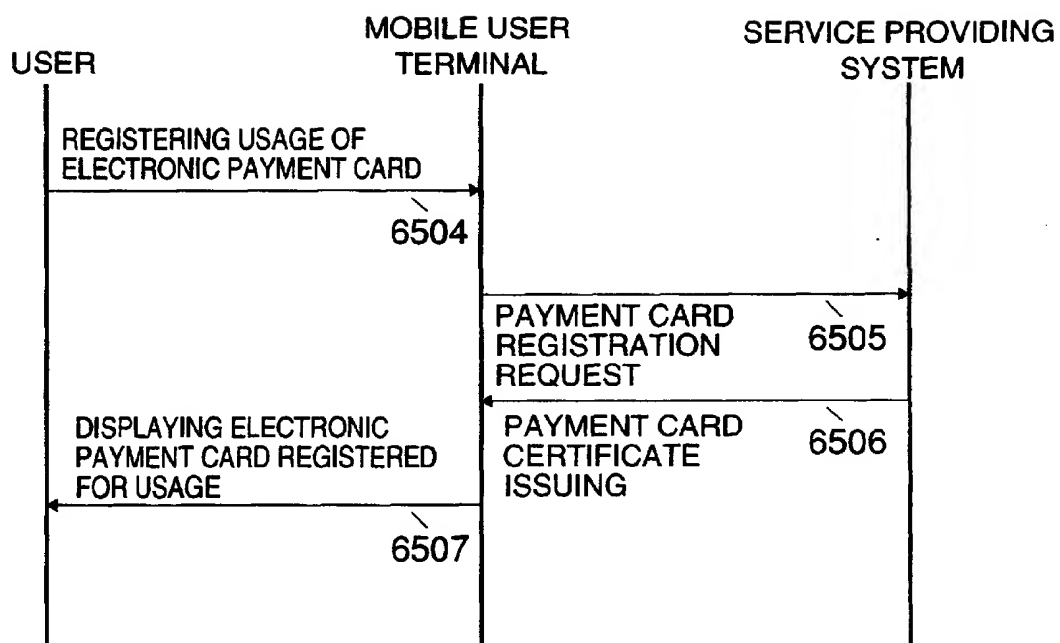 USER
MOBILE USER
TERMINAL
SERVICE PROVIDING
SYSTEM
REGISTERING USAGE OF
ELECTRONIC PAYMENT CARD
6504
PAYMENT CARD
REGISTRATION
REQUEST
6505
PAYMENT CARD
CERTIFICATE
ISSUING
6506
DISPLAYING ELECTRONIC
PAYMENT CARD REGISTERED
FOR USAGE
6507